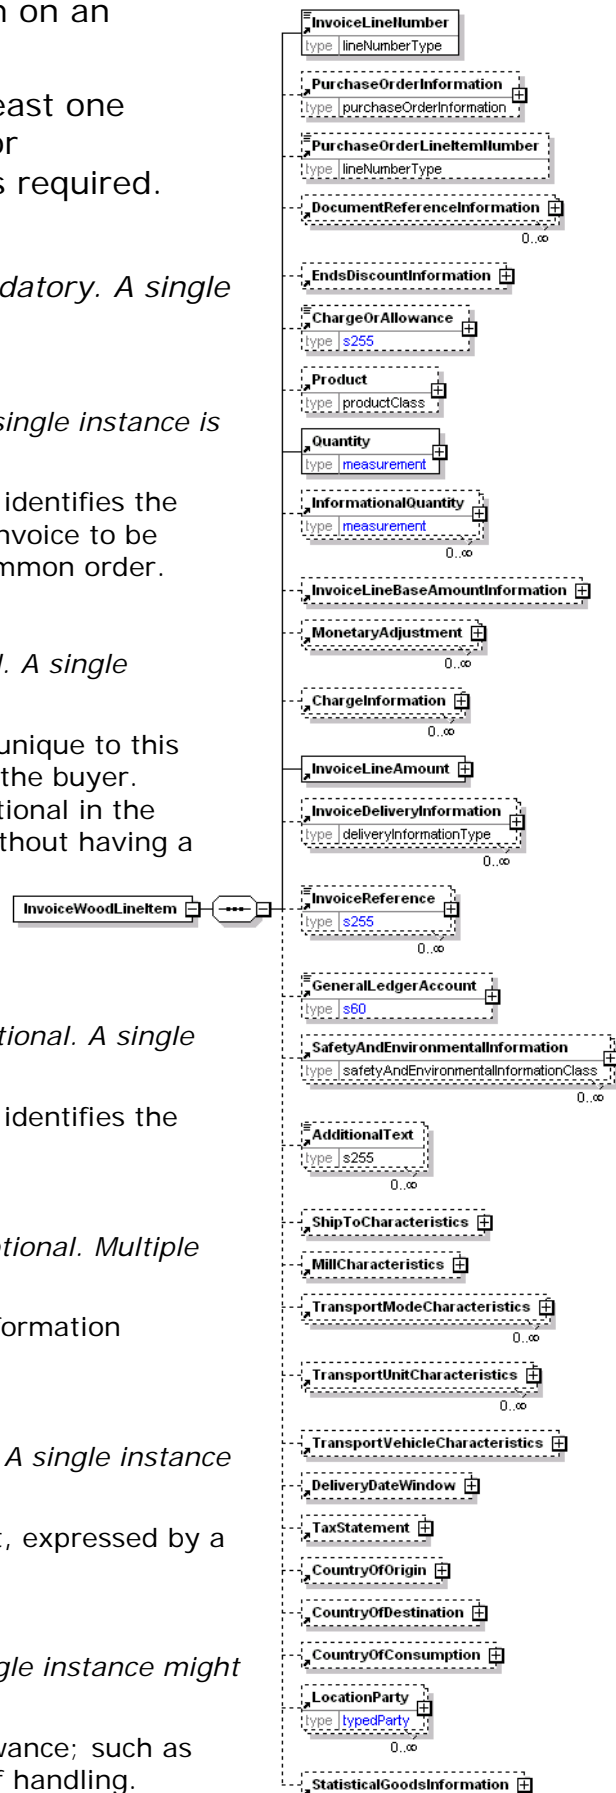 n on an
east one
or
s required.
datory. A single
single instance is
identifies the
nvoice to be
mmon order.
l. A single
unique to this
the buyer.
tional in the
thout having a
tional. A single
identifies the
otional. Multiple
formation
A single instance
t, expressed by a
gle instance might
wance; such as
f handling.
InvoiceWoodLineItem
InvoiceLineNumber
type lineNumberType
PurchaseOrderInformation
type purchaseOrderInformation
PurchaseOrderLineItemNumber
type lineNumberType
DocumentReferenceInformation
0..∞
EndsDiscountInformation
ChargeOrAllowance
type s255
Product
type productClass
Quantity
type measurement
InformationalQuantity
type measurement
0..∞
InvoiceLineBaseAmountInformation
MonetaryAdjustment
0..∞
ChargeInformation
0..∞
InvoiceLineAmount
InvoiceDeliveryInformation
type deliveryInformationType
0..∞
InvoiceReference
type s255
0..∞
GeneralLedgerAccount
type s60
SafetyAndEnvironmentalInformation
type safetyAndEnvironmentalInformationClass
0..∞
AdditionalText
type s255
0..∞
ShipToCharacteristics
MillCharacteristics
TransportModeCharacteristics
0..∞
TransportUnitCharacteristics
0..∞
TransportVehicleCharacteristics
DeliveryDateWindow
TaxStatement
CountryOfOrigin
CountryOfDestination
CountryOfConsumption
LocationParty
type typedParty
0..∞
StatisticalGoodsInformation